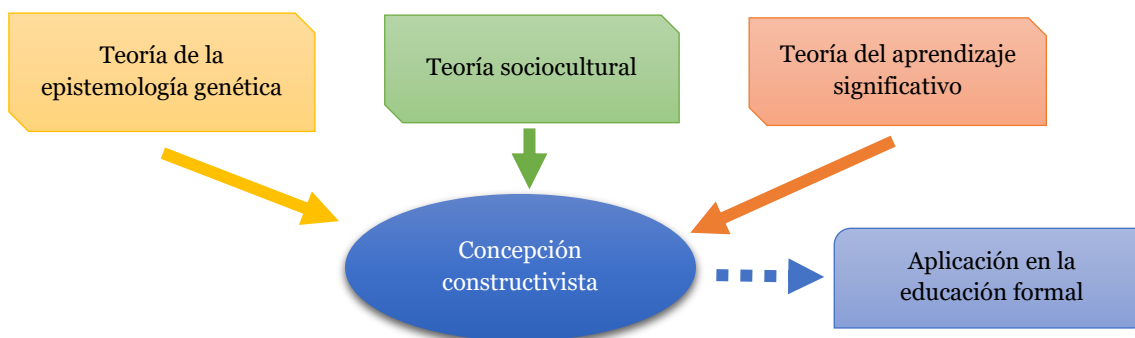 Teoría de la
epistemología genética
Teoría sociocultural
Teoría del aprendizaje
significativo
Concepción
constructivista
Aplicación en la
educación formal